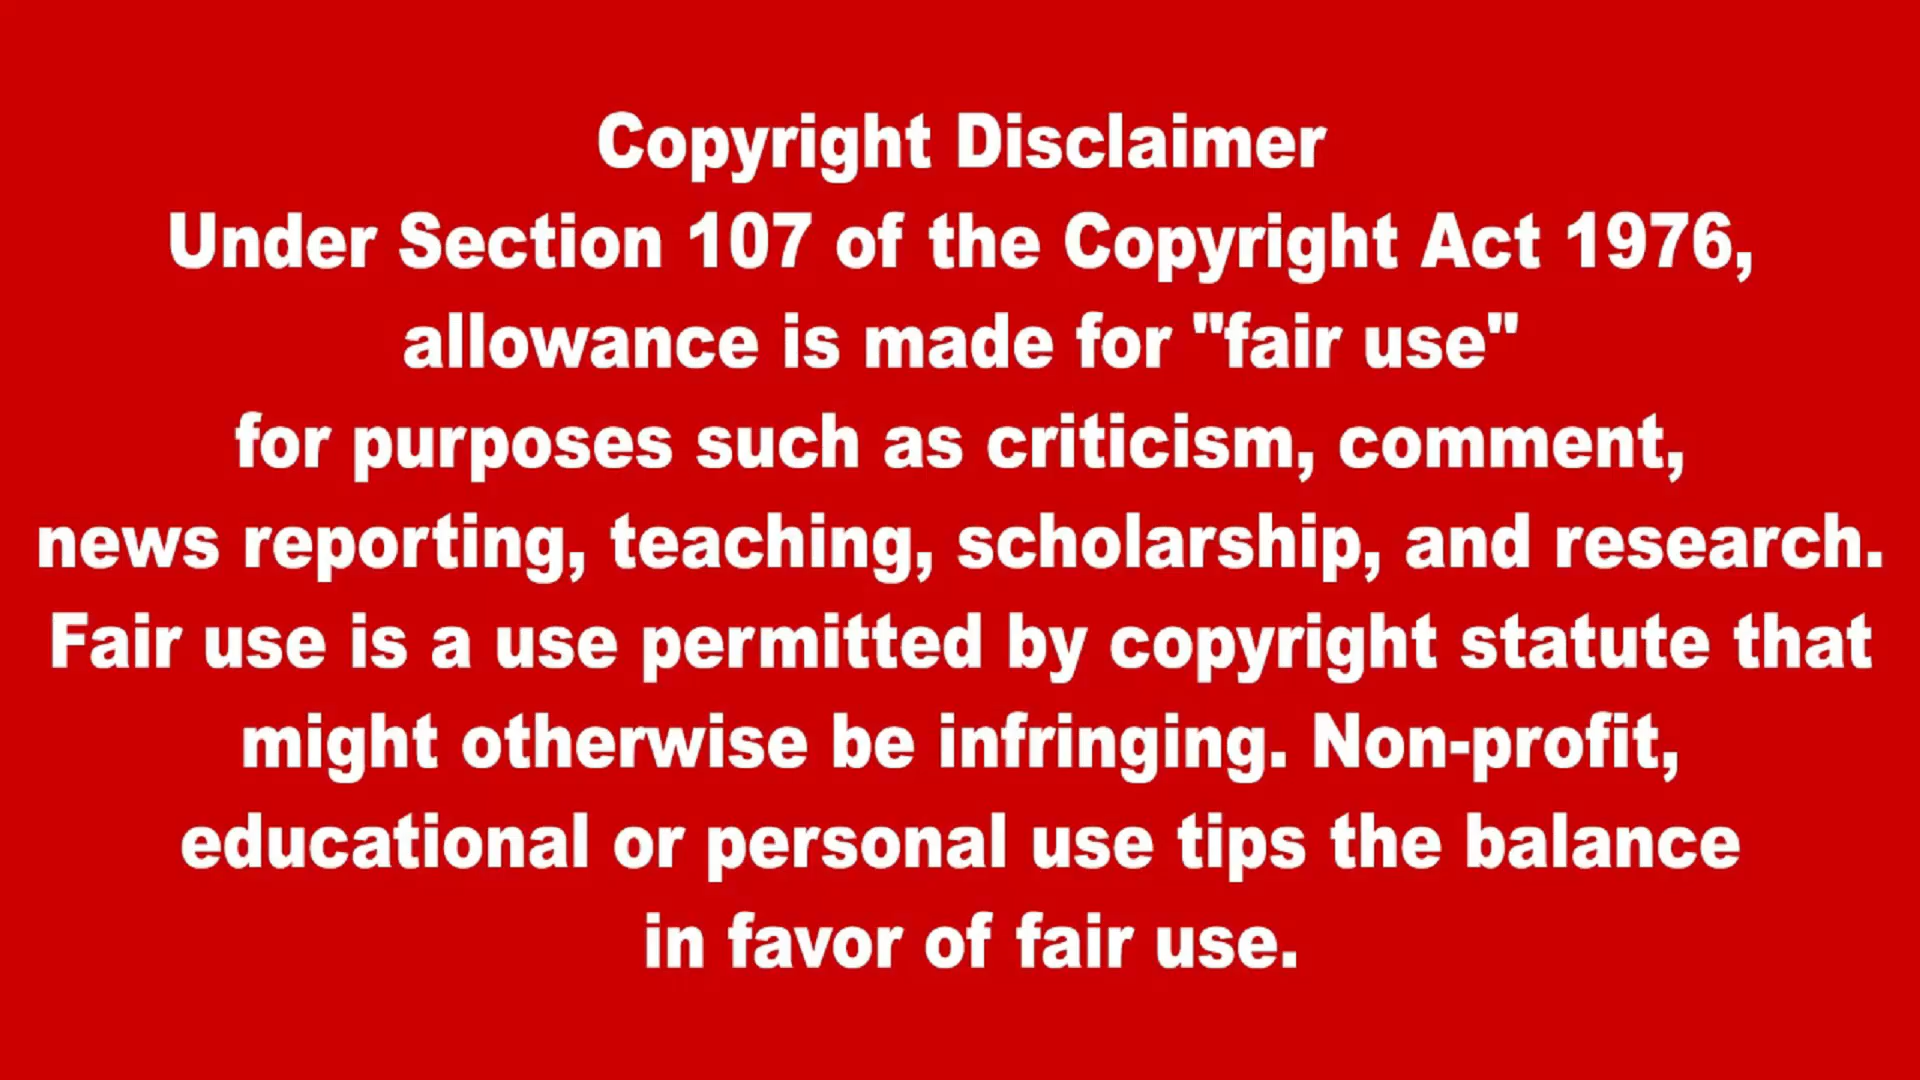 Copyright Disclaimer
Under Section 107 of the Copyright Act 1976,
allowance is made for "fair use"
for purposes such as criticism, comment,
news reporting, teaching, scholarship, and research.
Fair use is a use permitted by copyright statute that
might otherwise be infringing. Non-profit,
educational or personal use tips the balance
in favor of fair use.